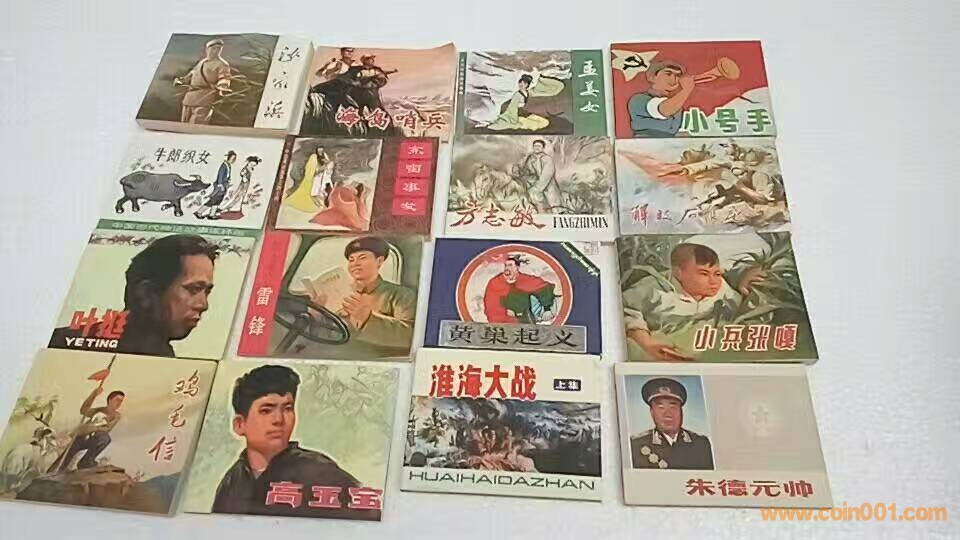 沙家浜
海岛哨兵
孟姜女
小号手
牛郎织女
东窗事发
方志敏
FANGZHIMIN
叶挺
YETING
雷锋
黄巢起义
小兵张嘎
鸡毛信
高玉宝
淮海大战
上集
HUAIHAIDAZHAN
朱德元帅
www.coin001.com